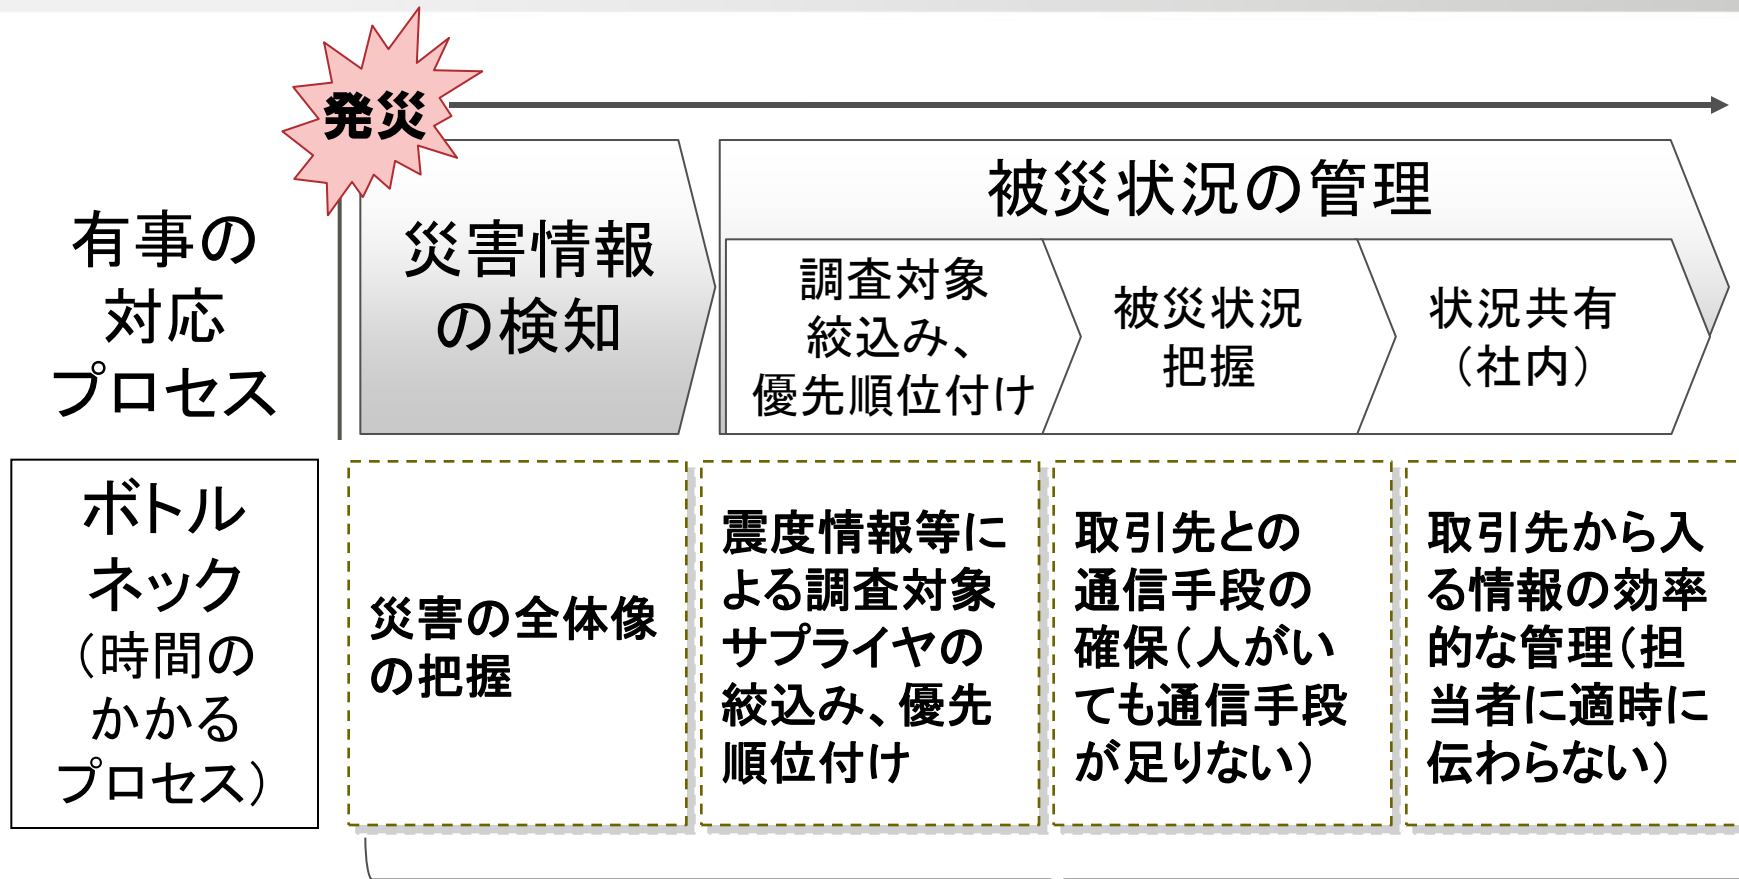 発災
有事の
対応
プロセス
災害情報
の検知
被災状況の管理
調査対象
絞込み、
優先順位付け
被災状況
把握
状況共有
（社内）
ボトル
ネック
（時間の
かかる
プロセス）
災害の全体像
の把握
震度情報等に
よる調査対象
サプライヤの
絞込み、優先
順位付け
取引先との
通信手段の
確保（人がい
ても通信手段
が足りない）
取引先から入
る情報の効率
的な管理（担
当者に適時に
伝わらない）